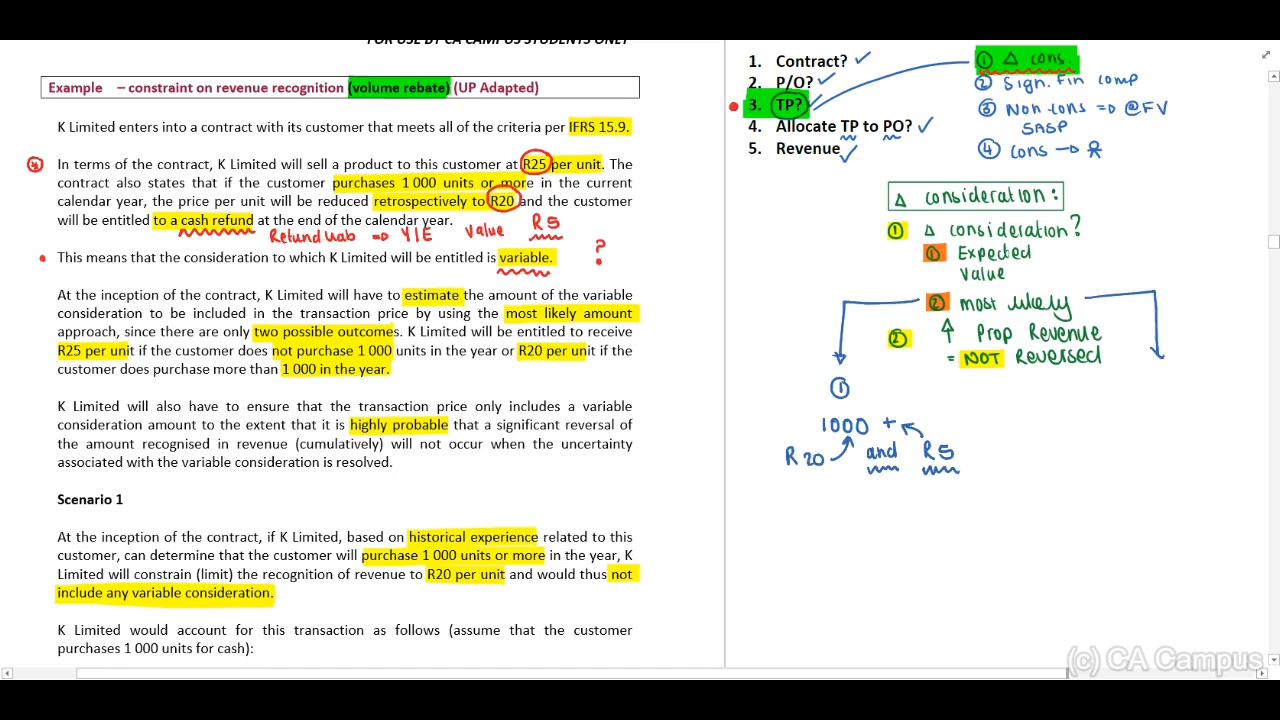 FOR USE BY CA CAMPUS STUDENTS ONLY
Example – constraint on revenue recognition (volume rebate) (UP Adapted)
K Limited enters into a contract with its customer that meets all of the criteria per IFRS 15.9.
In terms of the contract, K Limited will sell a product to this customer at R25 per unit. The
contract also states that if the customer purchases 1 000 units or more in the current
calendar year, the price per unit will be reduced retrospectively to R20 and the customer
will be entitled to a cash refund at the end of the calendar year.
Refund Liab => Y/E Value R5
This means that the consideration to which K Limited will be entitled is variable. ?
At the inception of the contract, K Limited will have to estimate the amount of the variable
consideration to be included in the transaction price by using the most likely amount
approach, since there are only two possible outcomes. K Limited will be entitled to receive
R25 per unit if the customer does not purchase 1 000 units in the year or R20 per unit if the
customer does purchase more than 1 000 in the year.
K Limited will also have to ensure that the transaction price only includes a variable
consideration amount to the extent that it is highly probable that a significant reversal of
the amount recognised in revenue (cumulatively) will not occur when the uncertainty
associated with the variable consideration is resolved.
Scenario 1
At the inception of the contract, if K Limited, based on historical experience related to this
customer, can determine that the customer will purchase 1 000 units or more in the year, K
Limited will constrain (limit) the recognition of revenue to R20 per unit and would thus not
include any variable consideration.
K Limited would account for this transaction as follows (assume that the customer
purchases 1 000 units for cash):
1. Contract? ✓
2. P/O? ✓
3. TP? ✓
4. Allocate TP to PO? ✓
5. Revenue ✓
① Δ cons.
② Sign. Fin comp
③ Non cons => @FV
SASP
④ cons →
Δ consideration:
① Δ consideration?
① Expected
Value
② most likely
② ↑ Prop Revenue
= NOT Reversed
①
1000 +
R20 and R5
(c) CA Campus